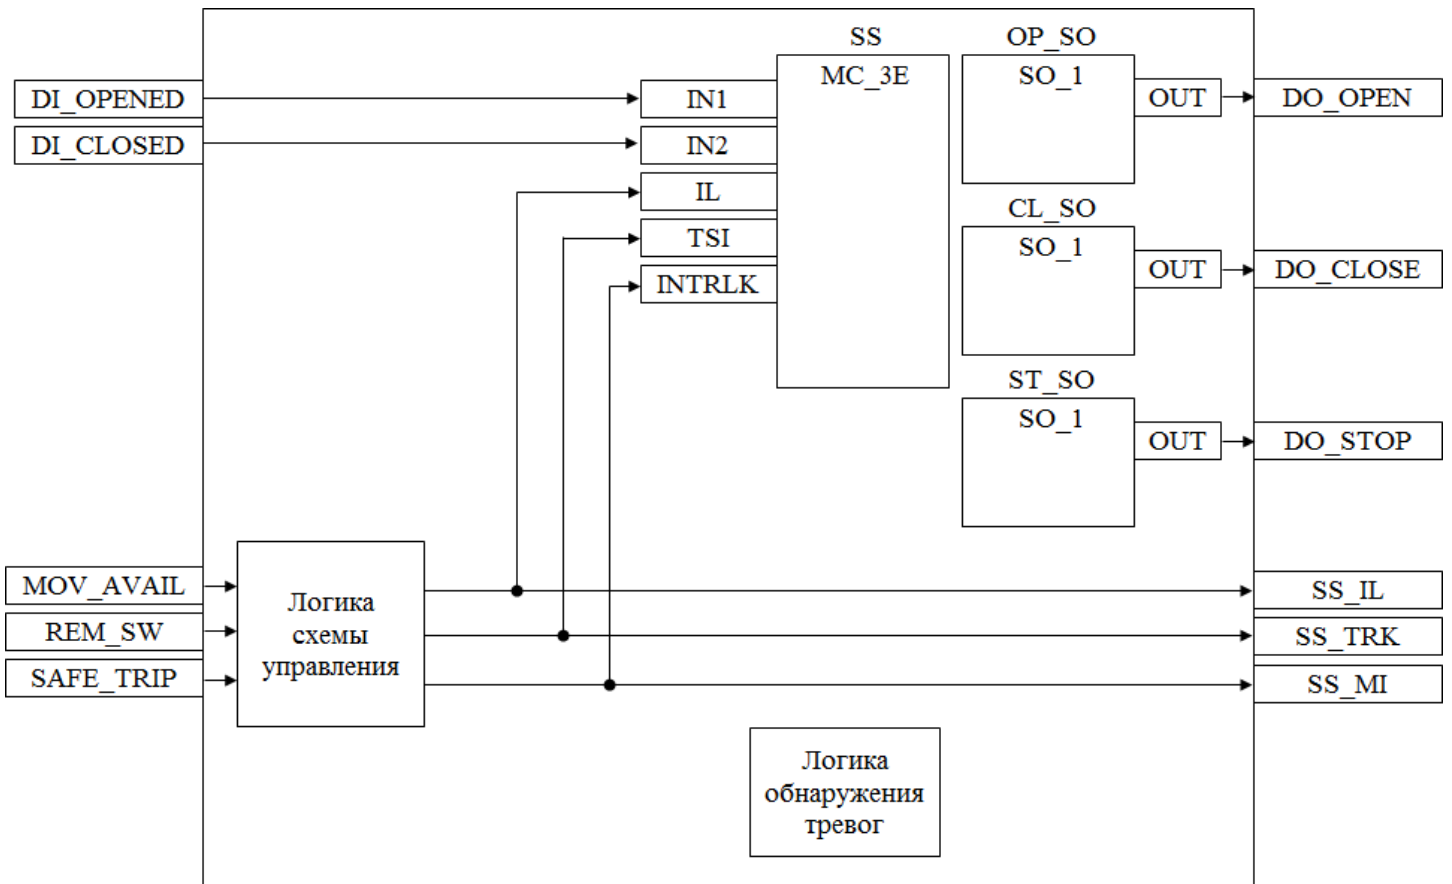 SS
OP_SO
DI_OPENED
IN1
MC_3E
SO_1
OUT
DO_OPEN
DI_CLOSED
IN2
IL
TSI
INTRLK
CL_SO
SO_1
OUT
DO_CLOSE
ST_SO
SO_1
OUT
DO_STOP
MOV_AVAIL
REM_SW
SAFE_TRIP
Логика
схемы
управления
SS_IL
SS_TRK
SS_MI
Логика
обнаружения
тревог